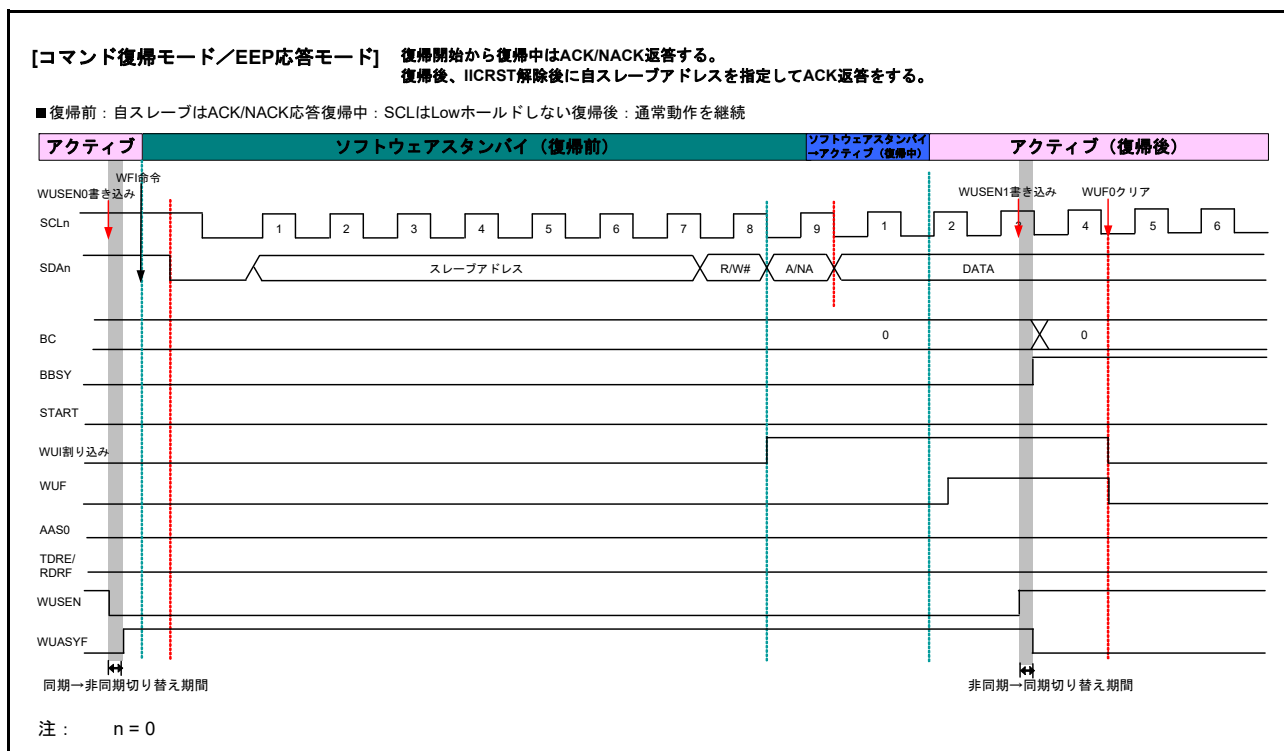 [コマンド復帰モード／EEP応答モード] 復帰開始から復帰中はACK/NACK返答する。
復帰後、IICRST解除後に自スレーブアドレスを指定してACK返答をする。
■復帰前：自スレーブはACK/NACK応答復帰中：SCLはLowホールドしない復帰後：通常動作を継続
アクティブ ソフトウェアスタンバイ（復帰前） ソフトウェアスタンバイ
→アクティブ（復帰中） アクティブ（復帰後）
WFI命令
WUSEN0書き込み WUSEN1書き込み WUF0クリア
SCLn 1 2 3 4 5 6 7 8 9 1 2 3 4 5 6
SDAn スレーブアドレス R/W# A/NA DATA
BC 0 0
BBSY
START
WUI割り込み
WUF
AAS0
TDRE/
RDRF
WUSEN
WUASYF
同期→非同期切り替え期間 非同期→同期切り替え期間
注： n = 0